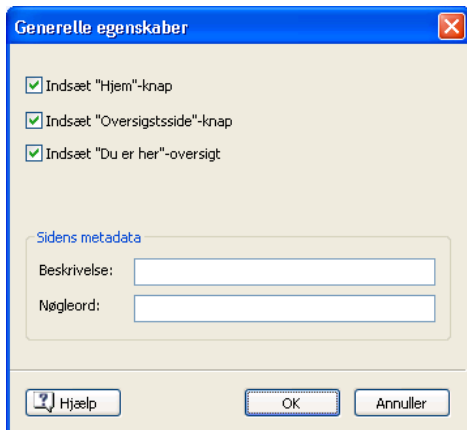 Generelle egenskaber
Indsæt "Hjem"-knap
Indsæt "Oversigstsside"-knap
Indsæt "Du er her"-oversigt
Sidens metadata
Beskrivelse:
Nøgleord:
Hjælp OK Annuller